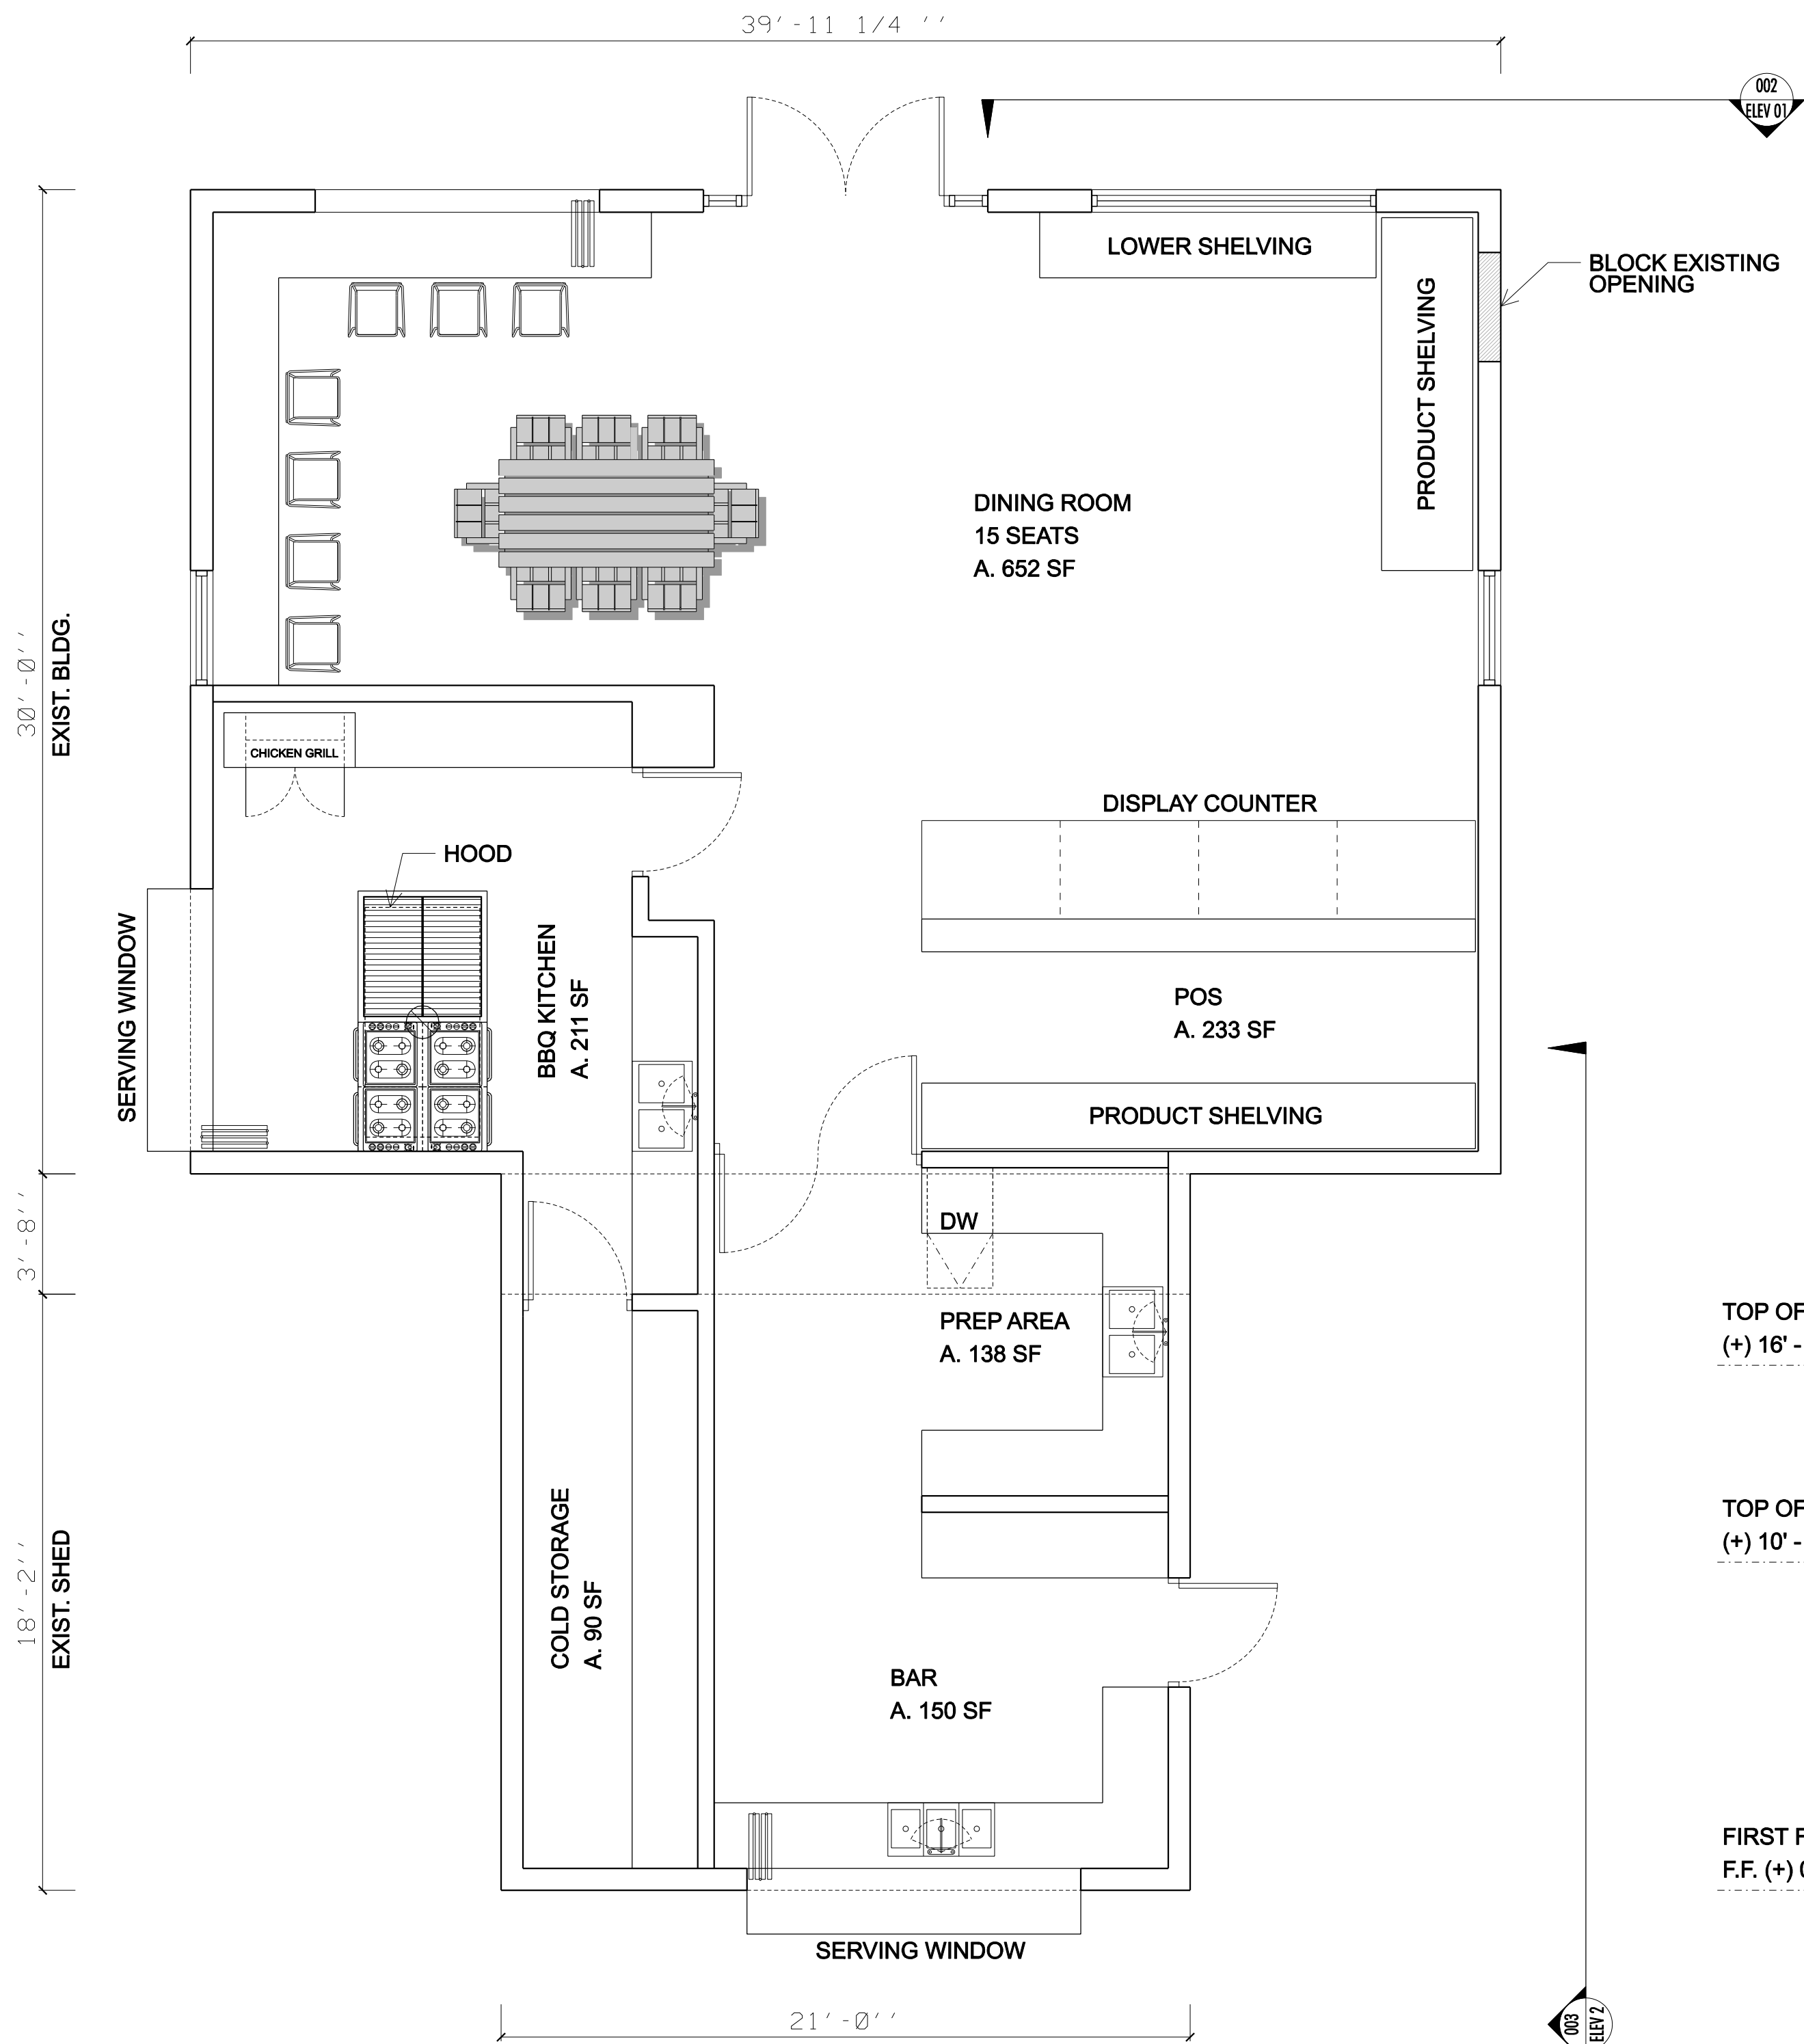 39'-11 1/4 ''
002
ELEV 01
LOWER SHELVING
BLOCK EXISTING
OPENING
PRODUCT SHELVING
DINING ROOM
15 SEATS
A. 652 SF
30'-0''
EXIST. BLDG.
CHICKEN GRILL
DISPLAY COUNTER
HOOD
SERVING WINDOW
BBQ KITCHEN
A. 211 SF
POS
A. 233 SF
PRODUCT SHELVING
3'-8''
DW
PREP AREA
A. 138 SF
TOP OF
(+) 16' -
18'-2''
EXIST. SHED
COLD STORAGE
A. 90 SF
TOP OF
(+) 10' -
BAR
A. 150 SF
FIRST F
F.F. (+) 0
SERVING WINDOW
21'-0''
003
ELEV 2